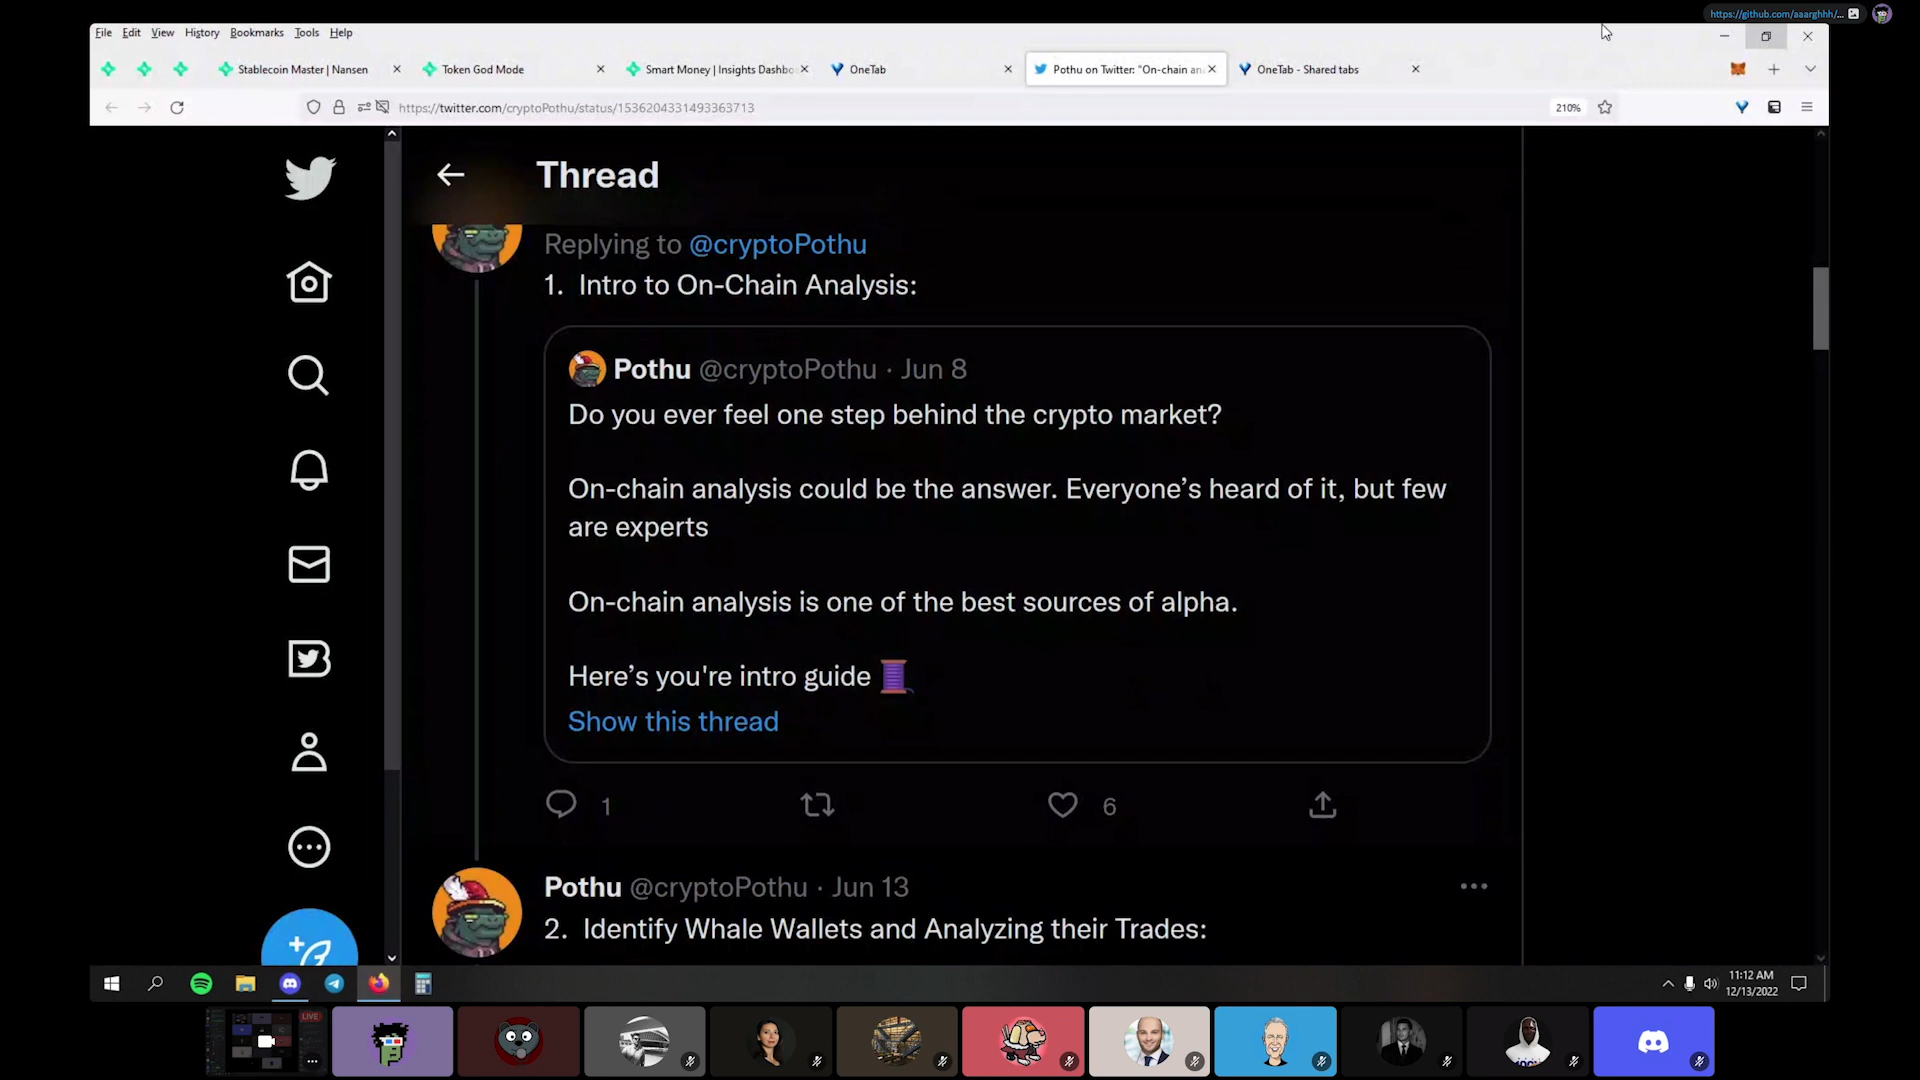 https://github.com/aaarghhh/...
File Edit View History Bookmarks Tools Help
Stablecoin Master | Nansen
Token God Mode
Smart Money | Insights Dashbo
OneTab
Pothu on Twitter: "On-chain an
OneTab - Shared tabs
https://twitter.com/cryptoPothu/status/1536204331493363713
210%
Thread
Replying to @cryptoPothu
1. Intro to On-Chain Analysis:
Pothu @cryptoPothu · Jun 8
Do you ever feel one step behind the crypto market?
On-chain analysis could be the answer. Everyone’s heard of it, but few
are experts
On-chain analysis is one of the best sources of alpha.
Here’s you're intro guide
Show this thread
1
6
Pothu @cryptoPothu · Jun 13
2. Identify Whale Wallets and Analyzing their Trades:
11:12 AM
12/13/2022
LIVE